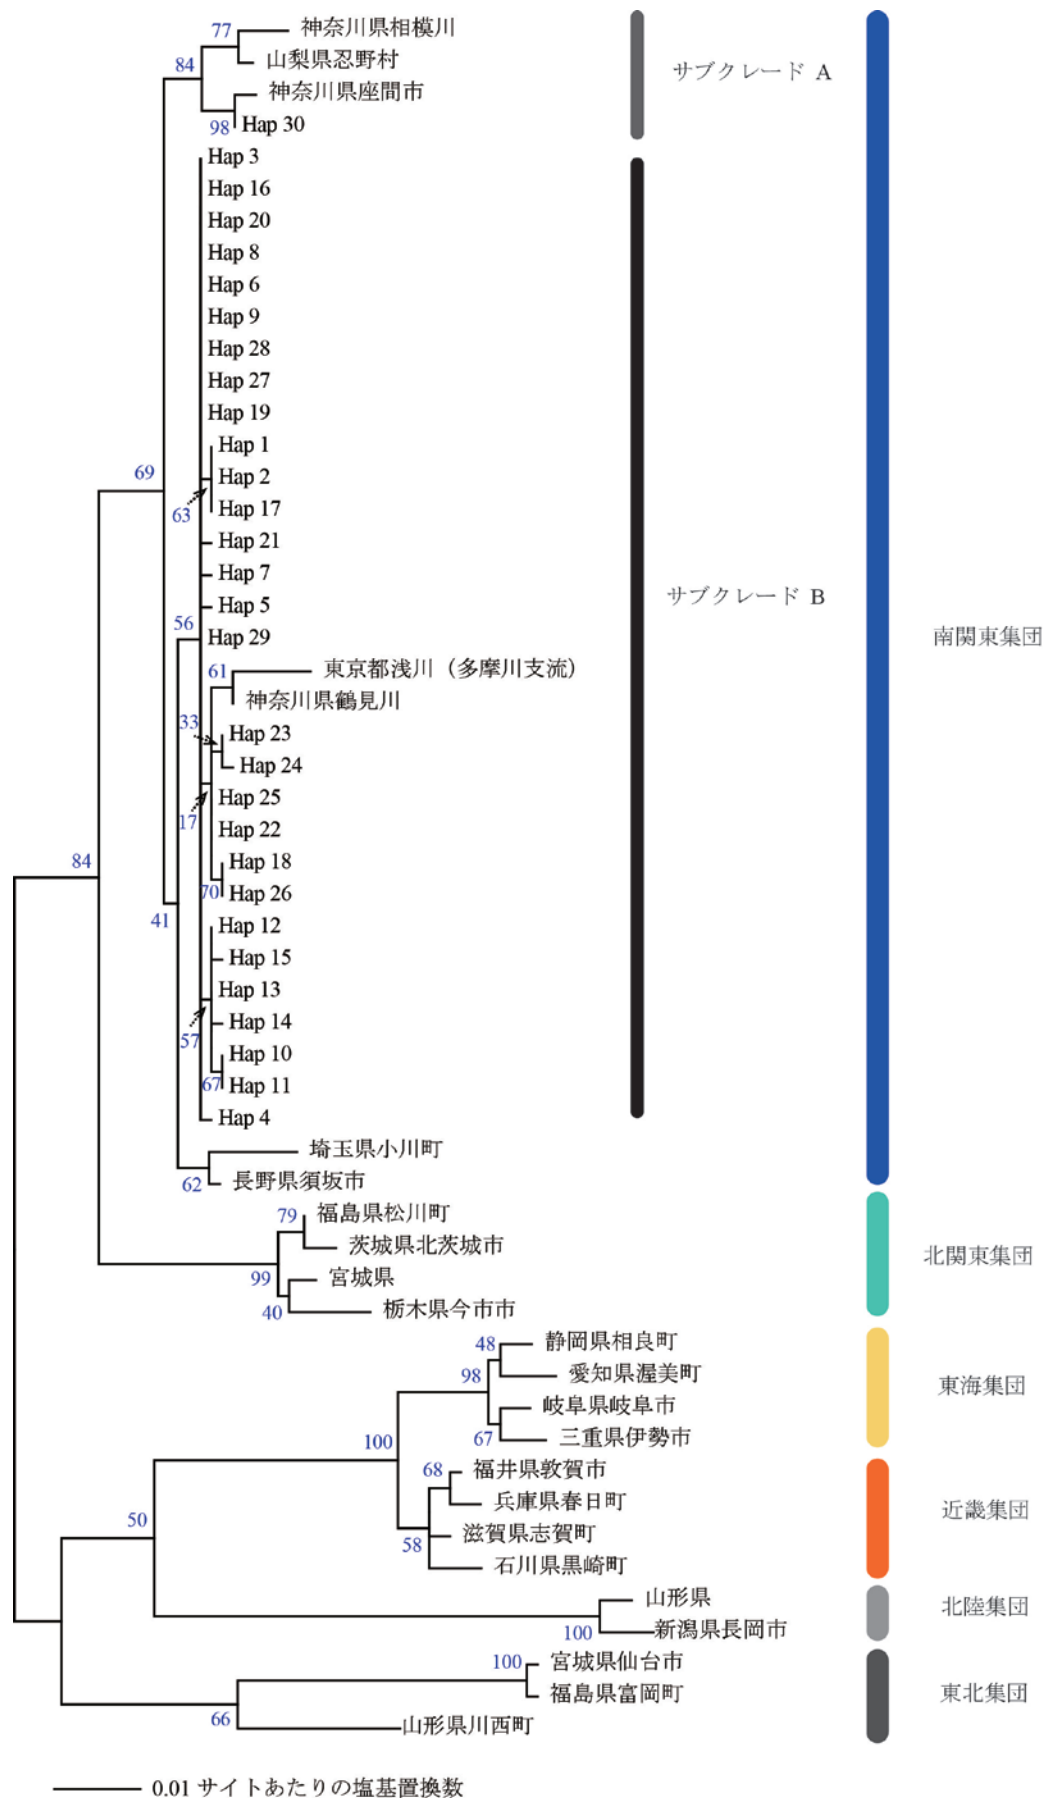 77
神奈川県相模川
山梨県忍野村
84
サブクレード A
神奈川県座間市
98
Hap 30
Hap 3
Hap 16
Hap 20
Hap 8
Hap 6
Hap 9
Hap 28
Hap 27
Hap 19
Hap 1
69
Hap 2
63
Hap 17
Hap 21
Hap 7
サブクレード B
Hap 5
56
Hap 29
南関東集団
61
東京都浅川（多摩川支流）
神奈川県鶴見川
33
Hap 23
Hap 24
Hap 25
17
Hap 22
84
Hap 18
70
Hap 26
41
Hap 12
Hap 15
Hap 13
Hap 14
57
Hap 10
67
Hap 11
Hap 4
埼玉県小川町
62
長野県須坂市
79
福島県松川町
茨城県北茨城市
北関東集団
99
宮城県
40
栃木県今市市
48
静岡県相良町
98
愛知県渥美町
東海集団
岐阜県岐阜市
67
三重県伊勢市
100
68
福井県敦賀市
兵庫県春日町
近畿集団
50
滋賀県志賀町
58
石川県黒崎町
山形県
北陸集団
100
新潟県長岡市
100
宮城県仙台市
福島県富岡町
東北集団
66
山形県川西町
0.01 サイトあたりの塩基置換数